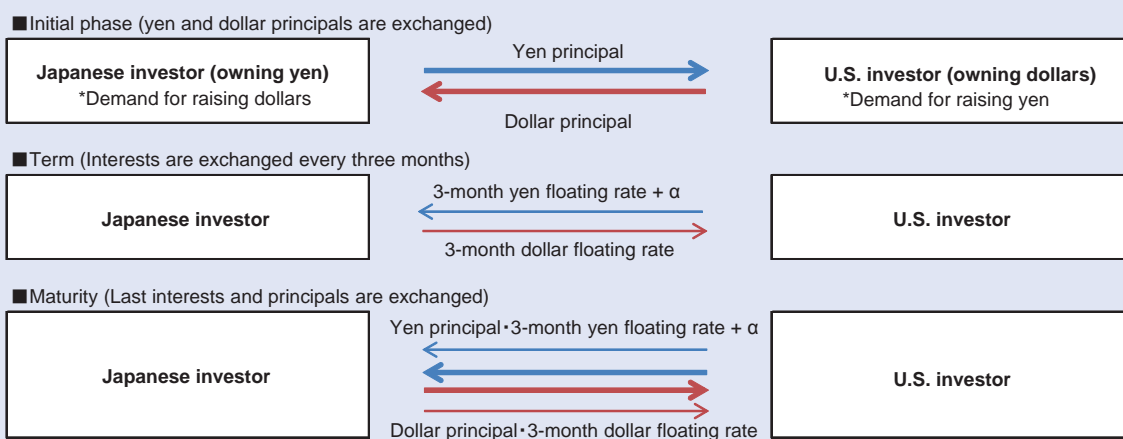 ■Initial phase (yen and dollar principals are exchanged)
Japanese investor (owning yen)
*Demand for raising dollars
Yen principal
Dollar principal
U.S. investor (owning dollars)
*Demand for raising yen
■Term (Interests are exchanged every three months)
Japanese investor
3-month yen floating rate + α
3-month dollar floating rate
U.S. investor
■Maturity (Last interests and principals are exchanged)
Japanese investor
Yen principal・3-month yen floating rate + α
Dollar principal・3-month dollar floating rate
U.S. investor